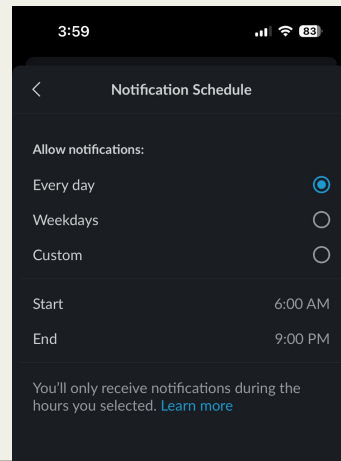 3:59
83
Notification Schedule
Allow notifications:
Every day
Weekdays
Custom
Start 6:00 AM
End 9:00 PM
You'll only receive notifications during the
hours you selected. Learn more